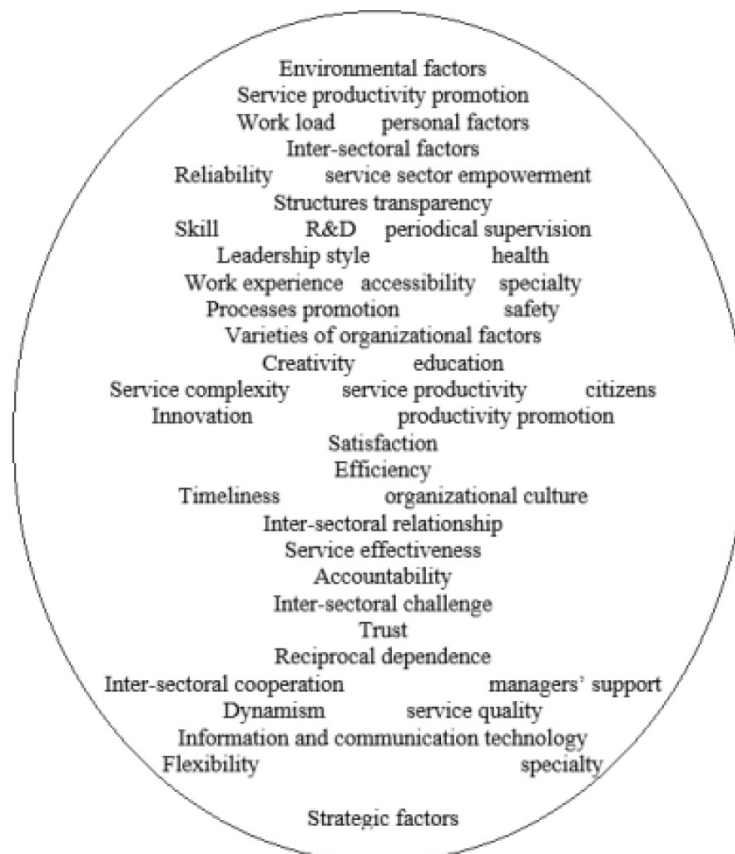 Environmental factors
Service productivity promotion
Work load personal factors
Inter-sectoral factors
Reliability service sector empowerment
Structures transparency
Skill R&D periodical supervision
Leadership style health
Work experience accessibility specialty
Processes promotion safety
Varieties of organizational factors
Creativity education
Service complexity service productivity citizens
Innovation productivity promotion
Satisfaction
Efficiency
Timeliness organizational culture
Inter-sectoral relationship
Service effectiveness
Accountability
Inter-sectoral challenge
Trust
Reciprocal dependence
Inter-sectoral cooperation managers’ support
Dynamism service quality
Information and communication technology
Flexibility specialty
Strategic factors